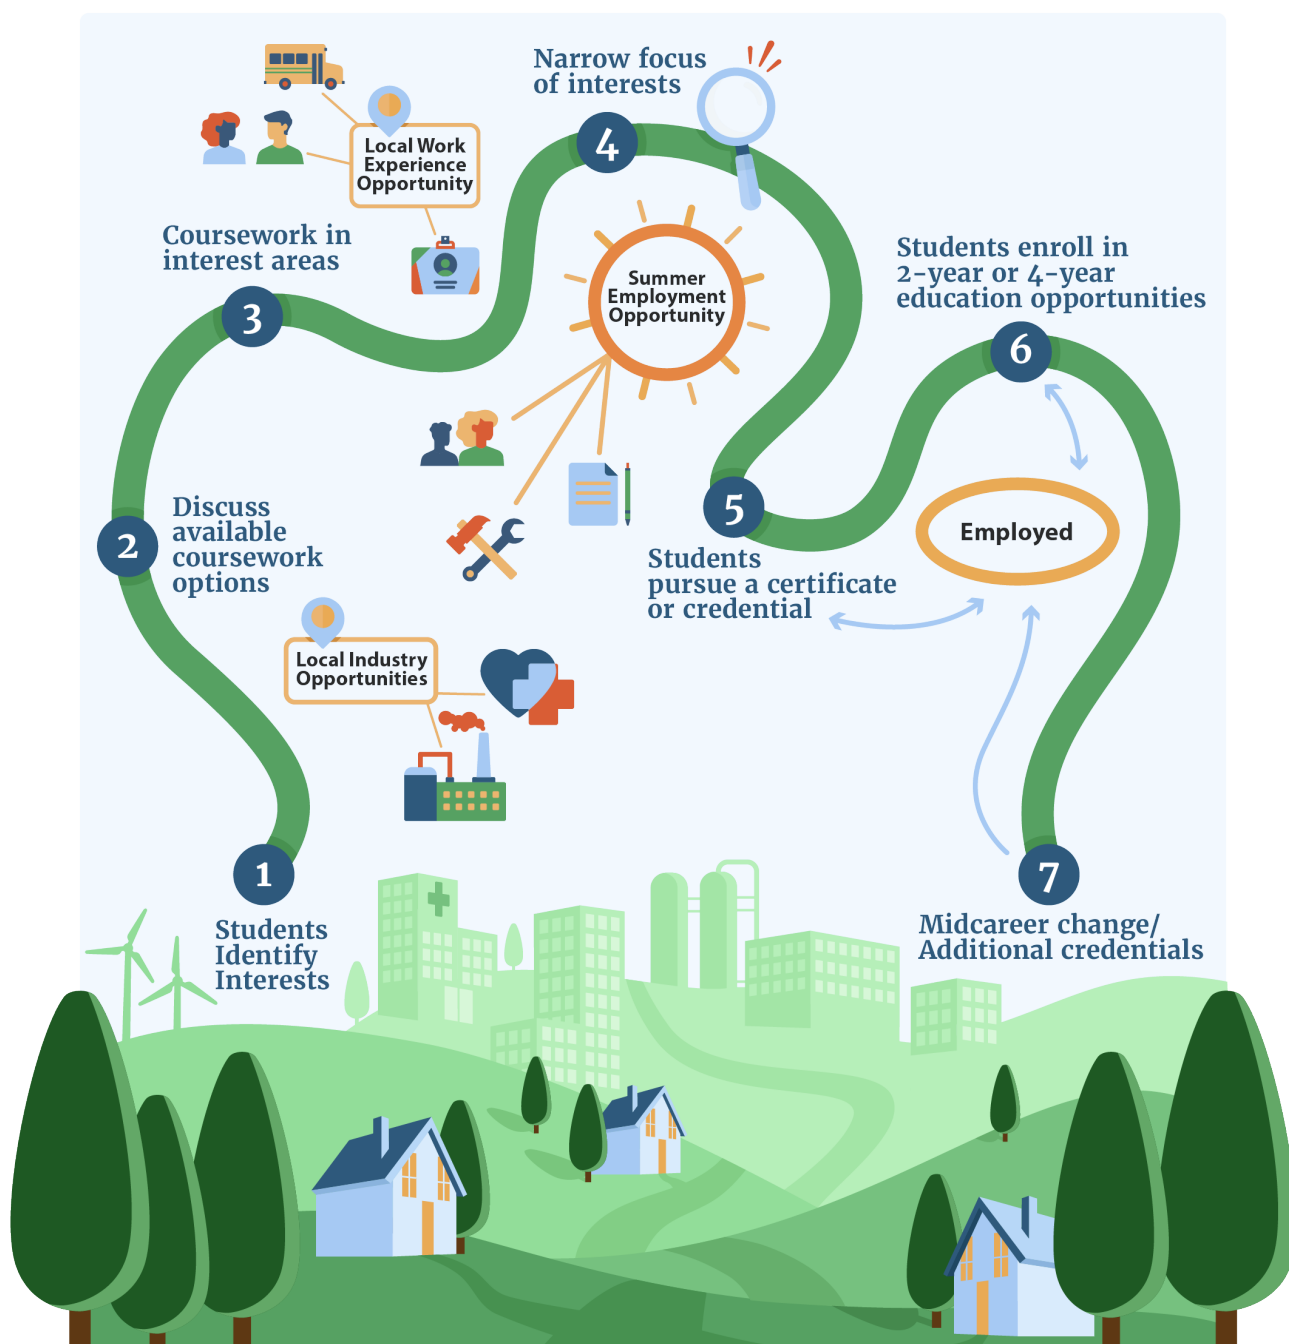 Narrow focus
of interests
4
Local Work
Experience
Opportunity
Coursework in
interest areas
3
Summer
Employment
Opportunity
Students enroll in
2-year or 4-year
education opportunities
6
Discuss
available
coursework
options
2
5
Students
pursue a certificate
or credential
Employed
Local Industry
Opportunities
1
Students
Identify
Interests
7
Midcareer change/
Additional credentials